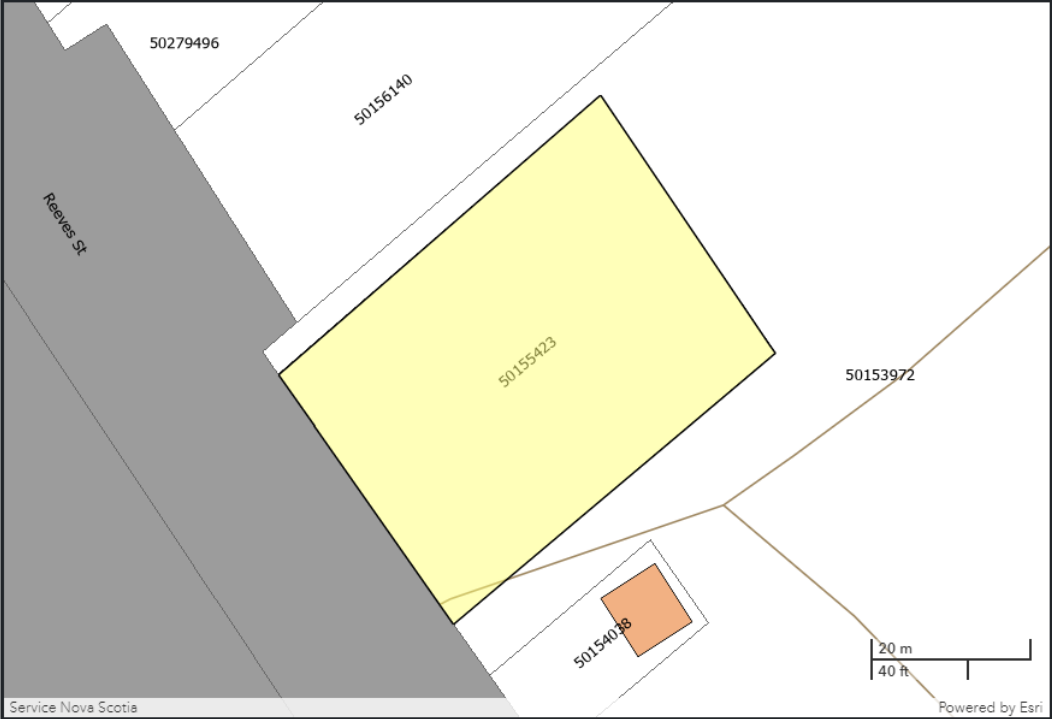 50279496
50156140
Reeves St
50155423
50153972
50154038
20 m
40 ft
Service Nova Scotia
Powered by Esri